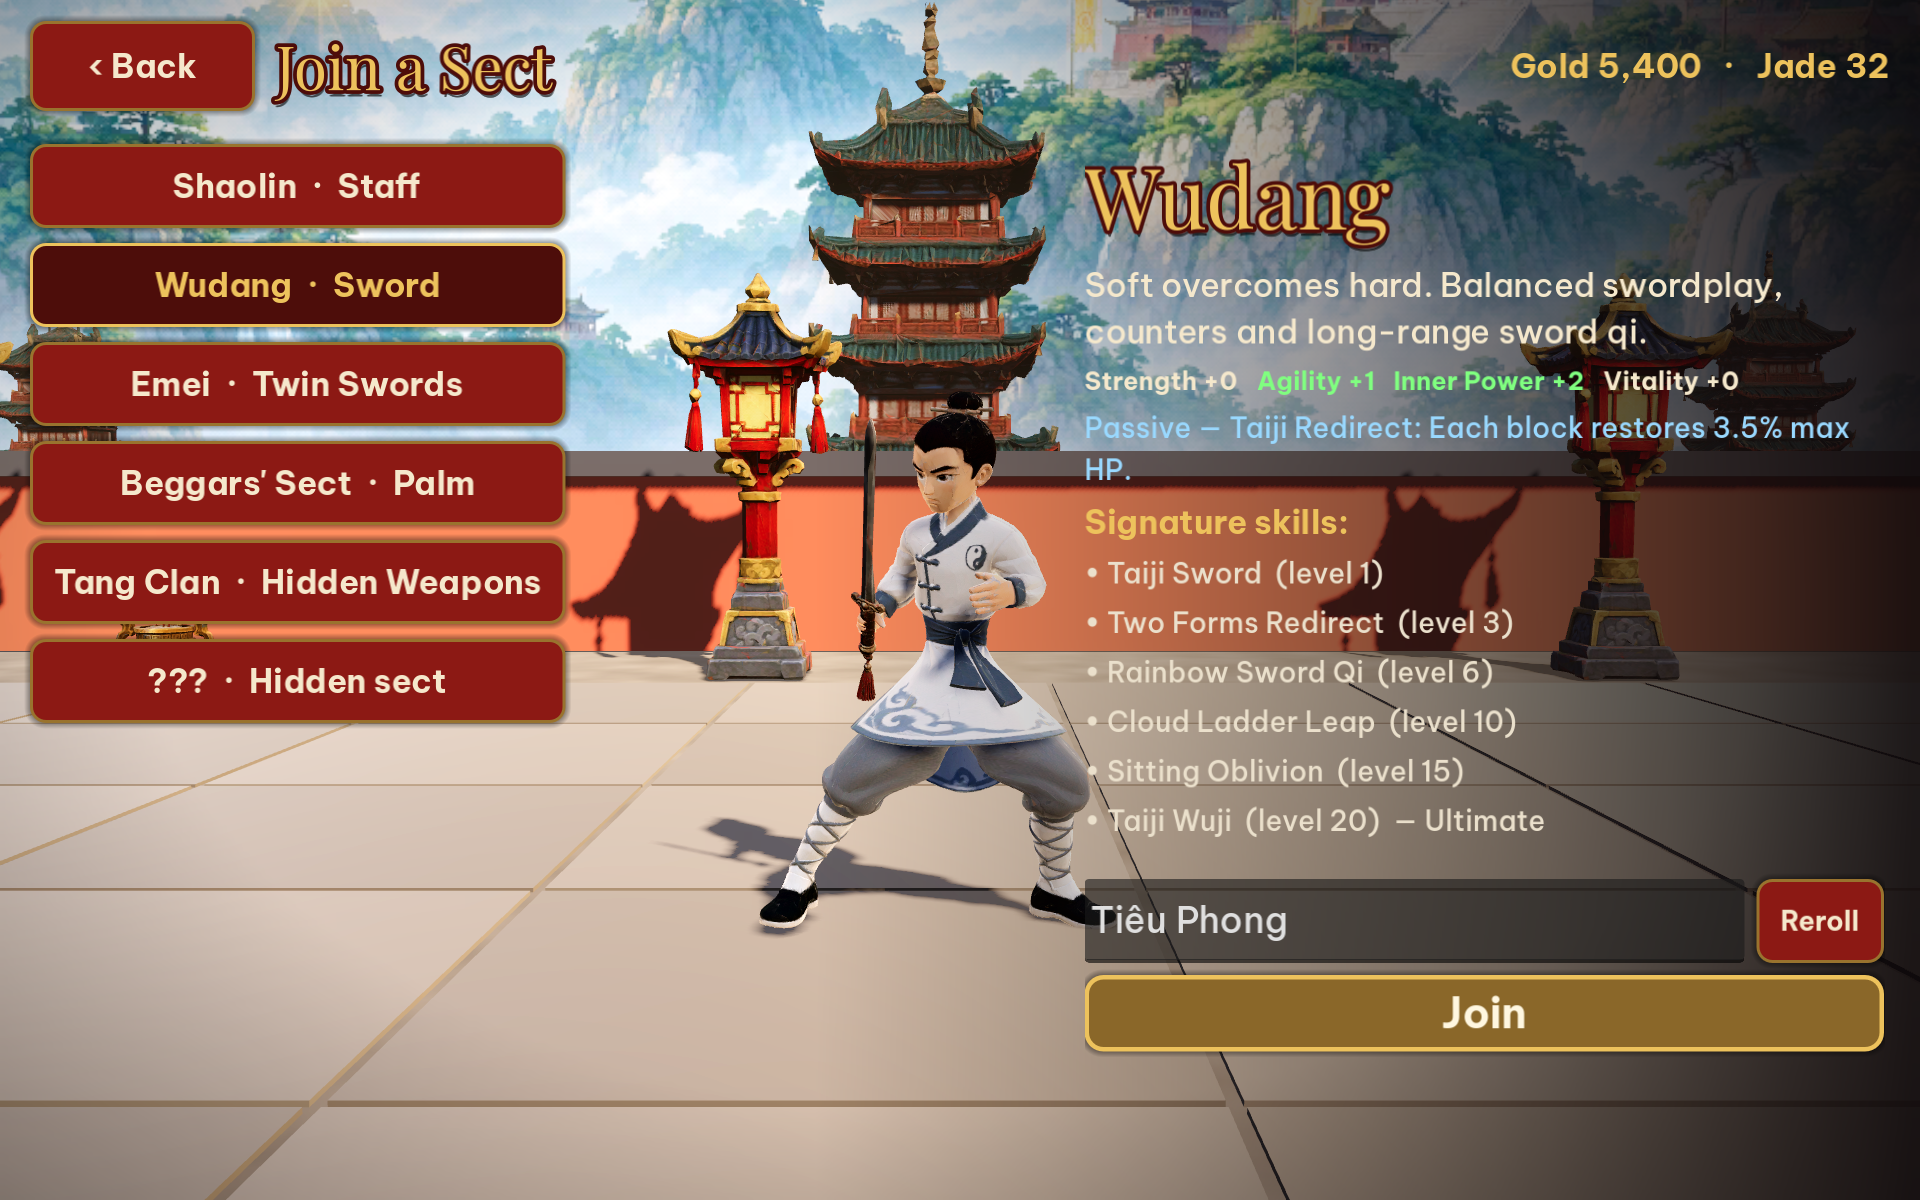 < Back
Join a Sect
Gold 5,400 · Jade 32
Shaolin · Staff
Wudang · Sword
Emei · Twin Swords
Beggars' Sect · Palm
Tang Clan · Hidden Weapons
??? · Hidden sect
Wudang
Soft overcomes hard. Balanced swordplay,
counters and long-range sword qi.
Strength +0 Agility +1 Inner Power +2 Vitality +0
Passive — Taiji Redirect: Each block restores 3.5% max
HP.
Signature skills:
• Taiji Sword (level 1)
• Two Forms Redirect (level 3)
• Rainbow Sword Qi (level 6)
• Cloud Ladder Leap (level 10)
• Sitting Oblivion (level 15)
• Taiji Wuji (level 20) — Ultimate
Tiêu Phong
Reroll
Join